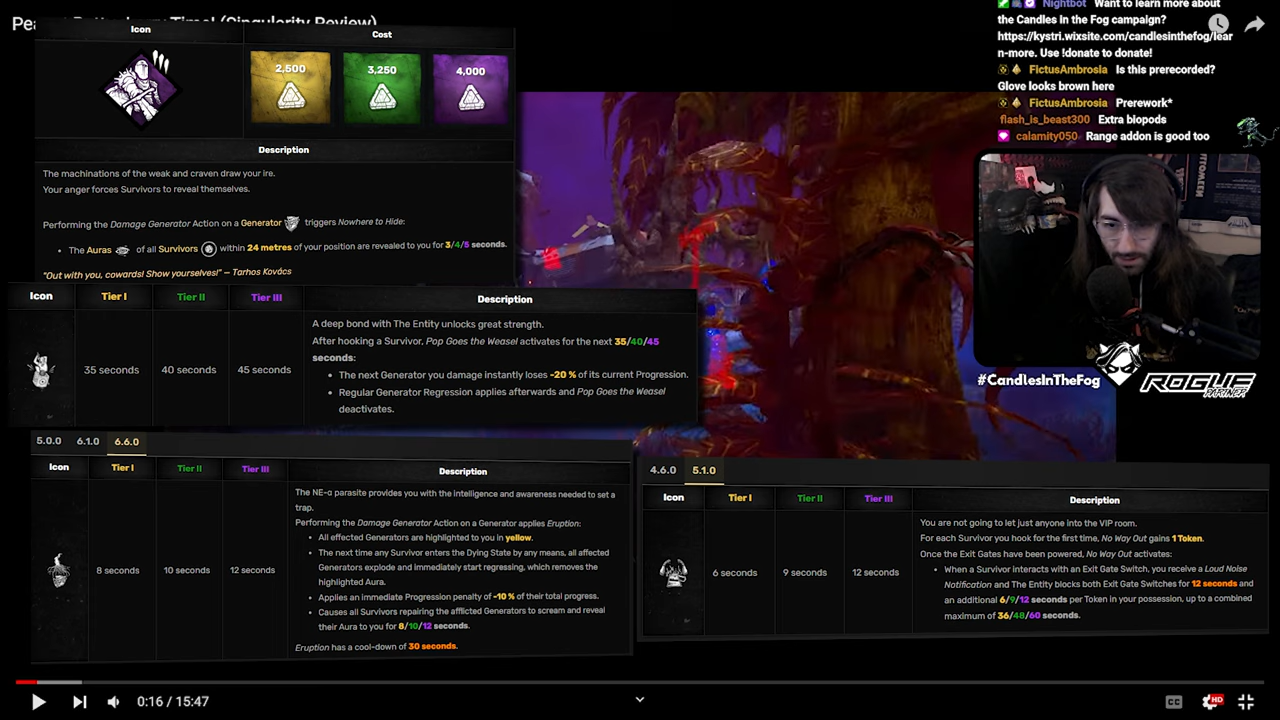 Icon
Cost
2,500
3,250
4,000
Description
The machinations of the weak and craven draw your ire.
Your anger forces Survivors to reveal themselves.
Performing the Damage Generator Action on a Generator triggers Nowhere to Hide:
• The Auras of all Survivors within 24 metres of your position are revealed to you for 3/4/5 seconds.
"Out with you, cowards! Show yourselves!" — Tarhos Kovács
Icon
Tier I
Tier II
Tier III
Description
35 seconds
40 seconds
45 seconds
A deep bond with The Entity unlocks great strength.
After hooking a Survivor, Pop Goes the Weasel activates for the next 35/40/45
seconds:
• The next Generator you damage instantly loses -20 % of its current Progression.
• Regular Generator Regression applies afterwards and Pop Goes the Weasel
deactivates.
5.0.0 6.1.0 6.6.0
Icon
Tier I
Tier II
Tier III
Description
8 seconds
10 seconds
12 seconds
The NE-α parasite provides you with the intelligence and awareness needed to set a
trap.
Performing the Damage Generator Action on a Generator applies Eruption:
• All effected Generators are highlighted to you in yellow.
• The next time any Survivor enters the Dying State by any means, all affected
Generators explode and immediately start regressing, which removes the
highlighted Aura.
• Applies an immediate Progression penalty of -10 % of their total progress.
• Causes all Survivors repairing the afflicted Generators to scream and reveal
their Aura to you for 8/10/12 seconds.
Eruption has a cool-down of 30 seconds.
4.6.0 5.1.0
Icon
Tier I
Tier II
Tier III
Description
6 seconds
9 seconds
12 seconds
You are not going to let just anyone into the VIP room.
For each Survivor you hook for the first time, No Way Out gains 1 Token.
Once the Exit Gates have been powered, No Way Out activates:
• When a Survivor interacts with an Exit Gate Switch, you receive a Loud Noise
Notification and The Entity blocks both Exit Gate Switches for 12 seconds and
an additional 6/9/12 seconds per Token in your possession, up to a combined
maximum of 36/48/60 seconds.
Nightbot Want to learn more about
the Candles in the Fog campaign?
https://kystri.wixsite.com/candlesinthefog/lear
n-more. Use !donate to donate!
FictusAmbrosia Is this prerecorded?
Glove looks brown here
FictusAmbrosia Prerework*
flash_is_beast300 Extra biopods
calamity050 Range addon is good too
#CandlesInTheFog
ROGUE
PARTNER
0:16 / 15:47
CC
HD